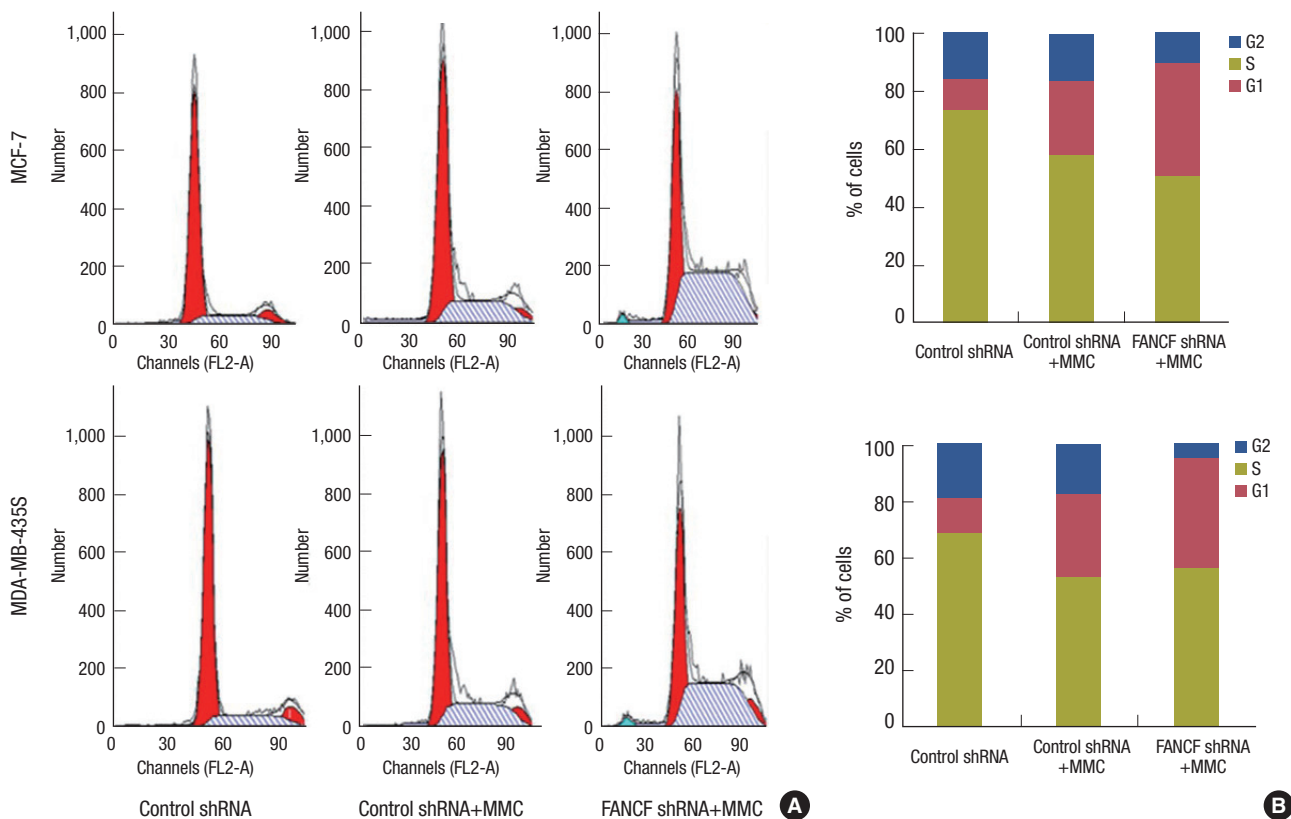 MCF-7
Number
1,000
800
600
400
200
0
0 30 60 90
Channels (FL2-A)
Number
1,000
800
600
400
200
0
0 30 60 90
Channels (FL2-A)
Number
1,000
800
600
400
200
0
0 30 60 90
Channels (FL2-A)
MDA-MB-435S
Number
1,000
800
600
400
200
0
0 30 60 90
Channels (FL2-A)
Control shRNA
Number
1,000
800
600
400
200
0
0 30 60 90
Channels (FL2-A)
Control shRNA+MMC
Number
1,000
800
600
400
200
0
0 30 60 90
Channels (FL2-A)
FANCF shRNA+MMC
A
% of cells
100
80
60
40
20
0
G2
S
G1
Control shRNA
Control shRNA
+MMC
FANCF shRNA
+MMC
% of cells
100
80
60
40
20
0
G2
S
G1
Control shRNA
Control shRNA
+MMC
FANCF shRNA
+MMC
B